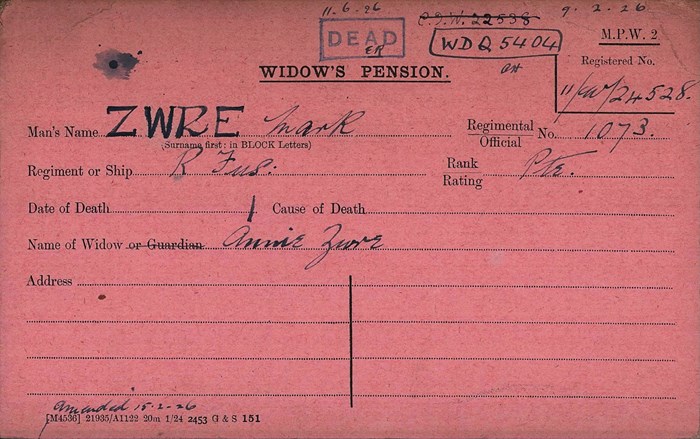 11.6.26 C.D.W. 22538 9.2.26
DEAD WDQ 5404 M.P.W. 2
ER
WIDOW'S PENSION. Registered No.
11/W/24528.
Man's Name ZWRE Mark Regimental Official No. 1073.
(Surname first: in BLOCK Letters)
Regiment or Ship R Fus. Rank Rating Pte.
Date of Death / Cause of Death
Name of Widow or Guardian Annie Zwre
Address
Amended 15-2-26
[M4536] 21935/A1122 20m 1/24 2453 G & S 151